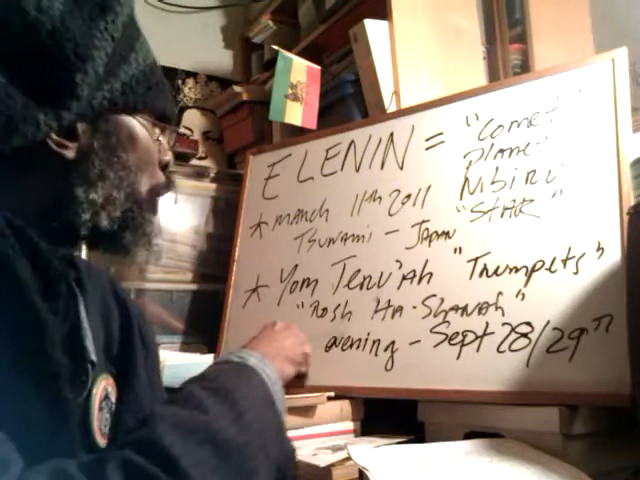 ELENIN = "Comet"
planet
Nibiru
* march 11th 2011 "STAR"
Tsunami - Japan
* Yom Teru'ah "Trumpets"
"Rosh Ha-Shanah"
evening - Sept 28/29th